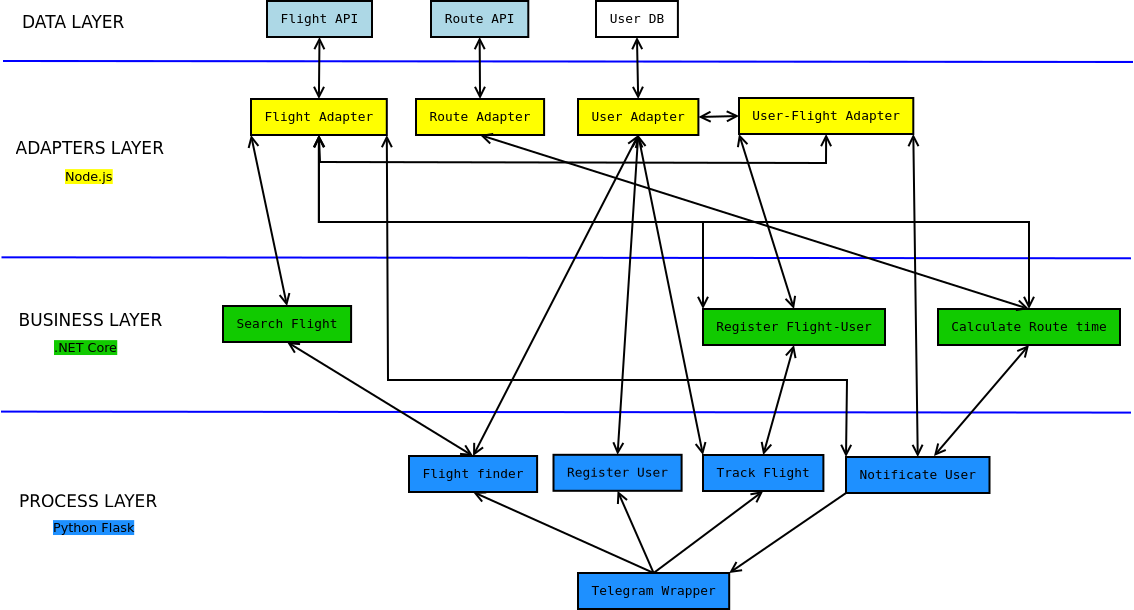 DATA LAYER
Flight API
Route API
User DB
Flight Adapter
Route Adapter
User Adapter
User-Flight Adapter
ADAPTERS LAYER
Node.js
BUSINESS LAYER
.NET Core
Search Flight
Register Flight-User
Calculate Route time
PROCESS LAYER
Python Flask
Flight finder
Register User
Track Flight
Notificate User
Telegram Wrapper